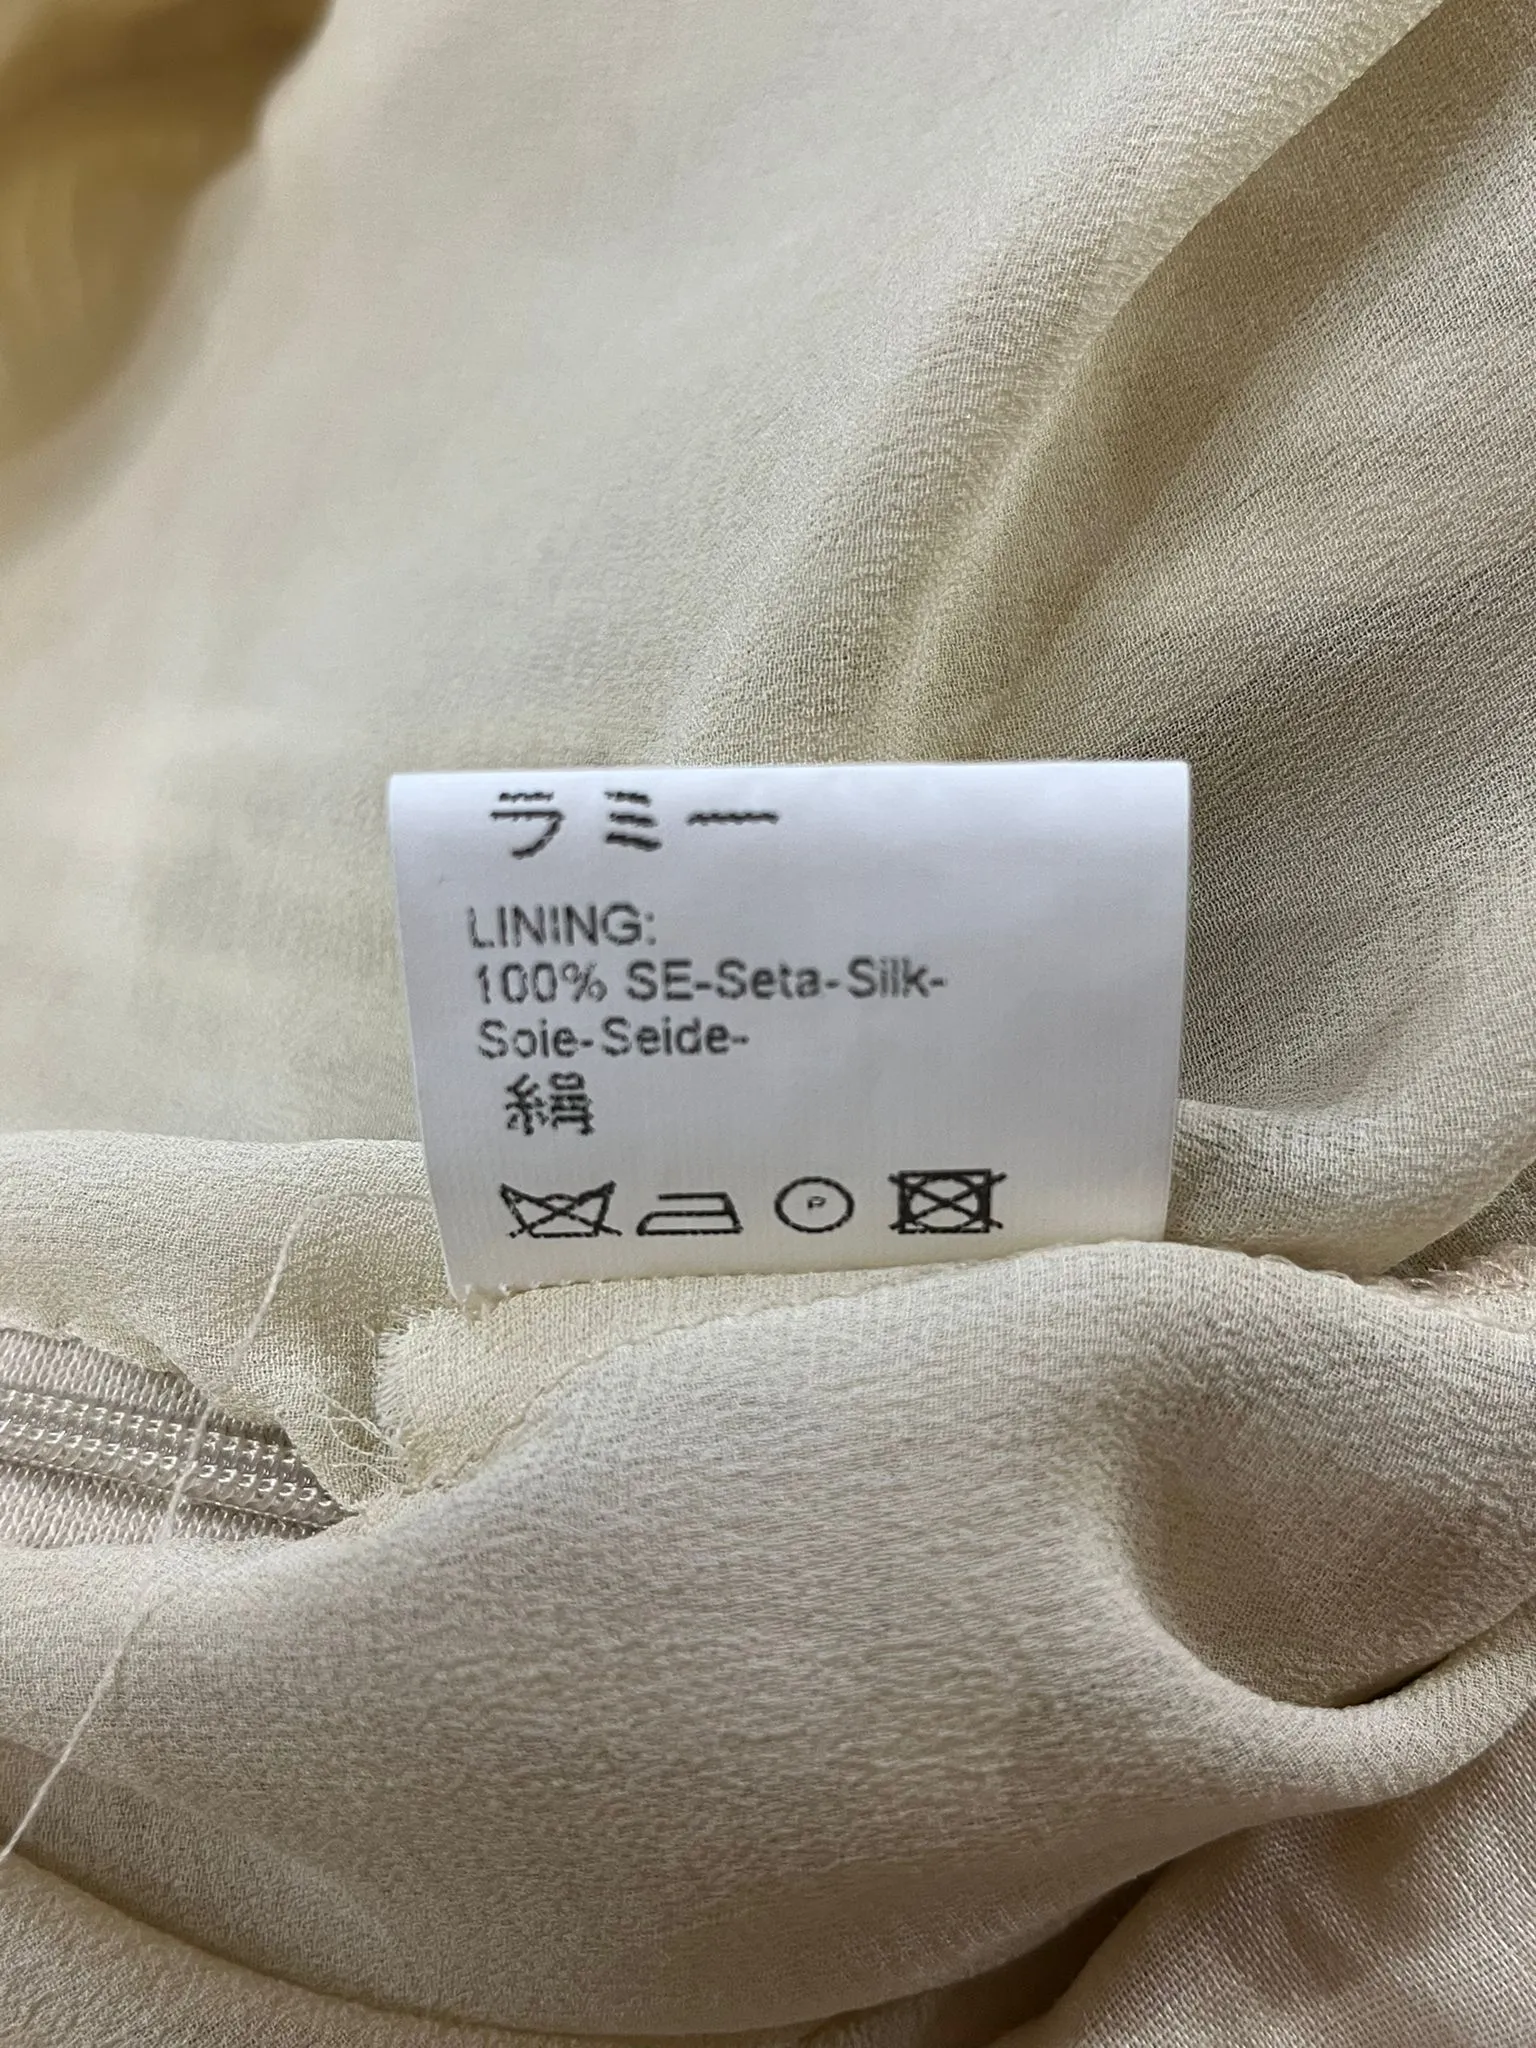 ラミー
LINING:
100% SE-Seta-Silk-
Soie-Seide-
絹
P